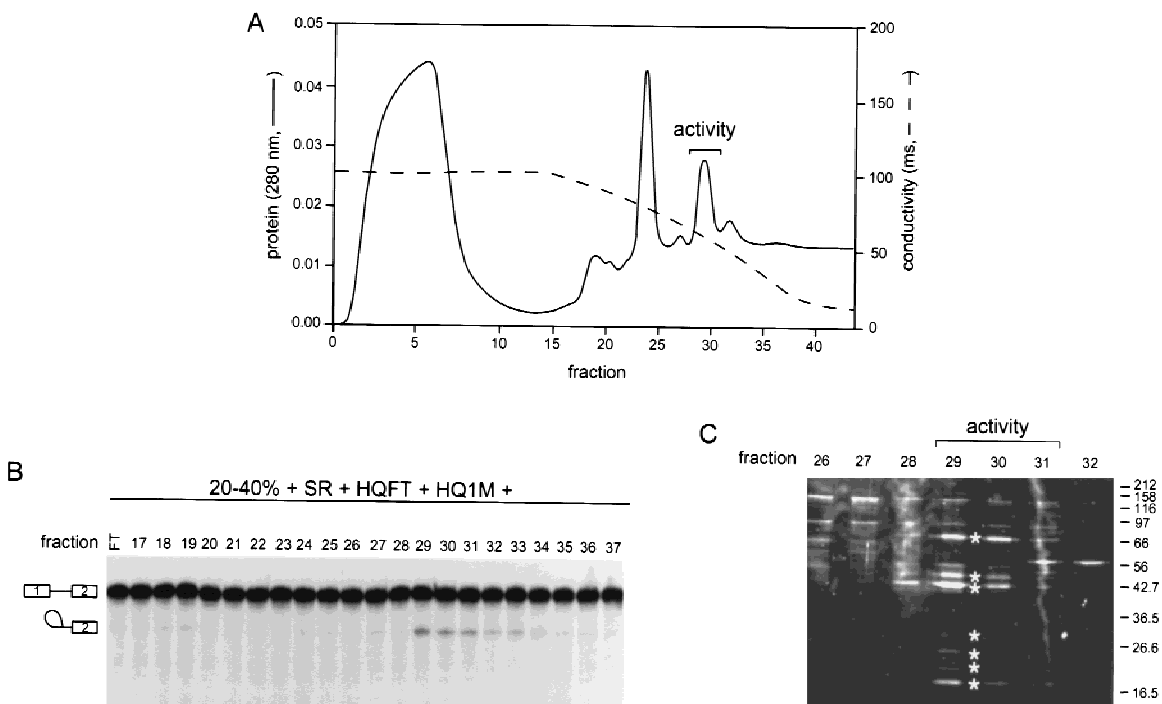 A
0.05
0.04
0.03
0.02
0.01
0.00
protein (280 nm, ——)
200
150
100
50
0
conductivity (ms, – – –)
activity
0 5 10 15 20 25 30 35 40
fraction
B
20-40% + SR + HQFT + HQ1M +
fraction FT 17 18 19 20 21 22 23 24 25 26 27 28 29 30 31 32 33 34 35 36 37
1 2
2
C
activity
fraction 26 27 28 29 30 31 32
212
158
116
97
66
56
42.7
36.5
26.6
16.5
*
*
*
*
*
*
*